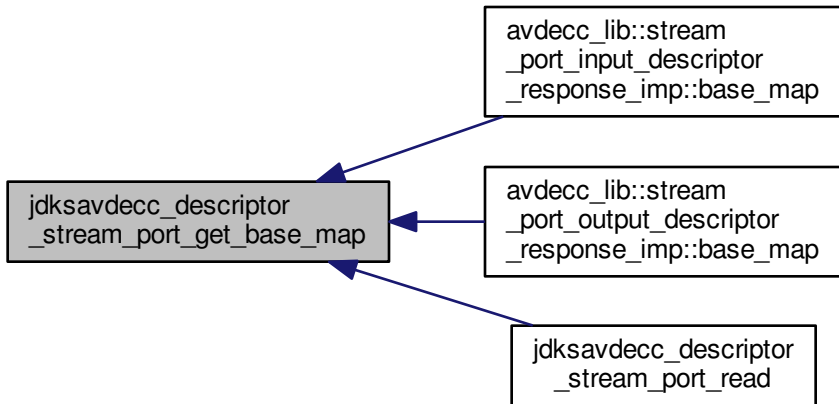 avdecc_lib::stream
_port_input_descriptor
_response_imp::base_map
jdksavdecc_descriptor
_stream_port_get_base_map
avdecc_lib::stream
_port_output_descriptor
_response_imp::base_map
jdksavdecc_descriptor
_stream_port_read